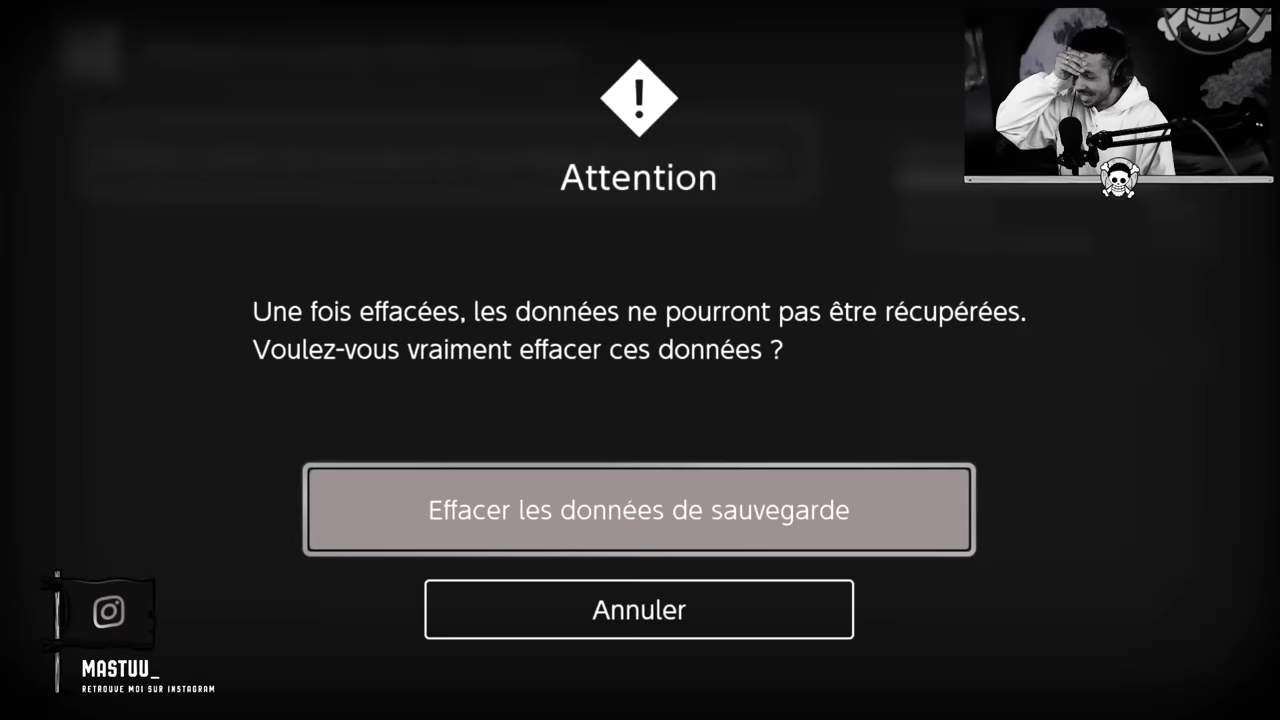 !
Attention
Une fois effacées, les données ne pourront pas être récupérées.
Voulez-vous vraiment effacer ces données ?
Effacer les données de sauvegarde
Annuler
MASTUU_
RETROUVE MOI SUR INSTAGRAM